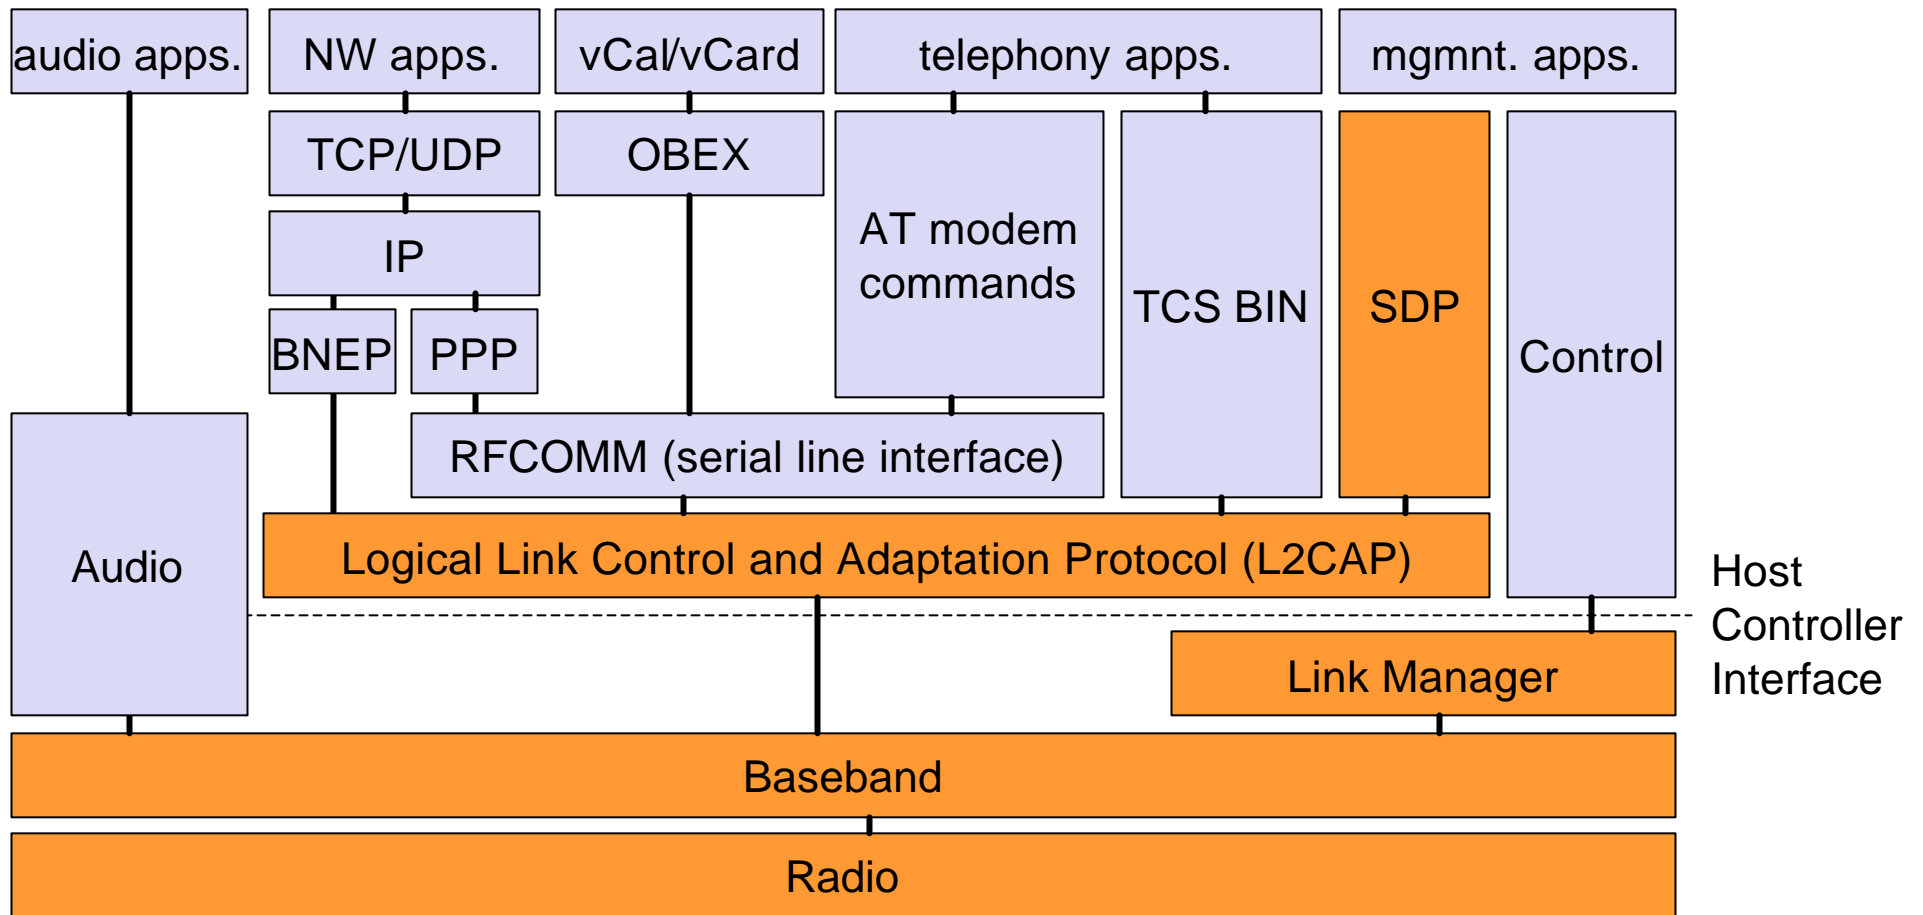 audio apps.
NW apps.
vCal/vCard
telephony apps.
mgmnt. apps.
TCP/UDP
OBEX
AT modem
commands
TCS BIN
SDP
Control
IP
BNEP
PPP
RFCOMM (serial line interface)
Audio
Logical Link Control and Adaptation Protocol (L2CAP)
Host
Controller
Interface
Link Manager
Baseband
Radio